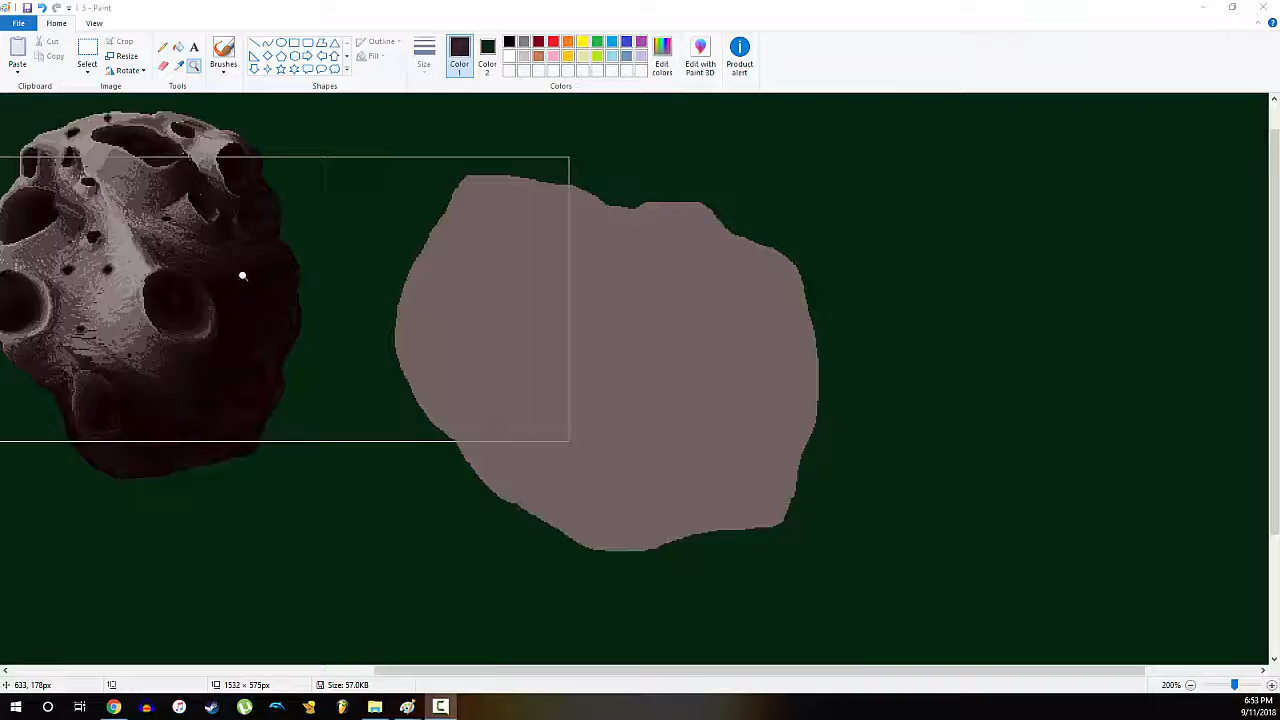 3 - Paint
File Home View
Paste
Cut
Copy
Clipboard
Select
Crop
Resize
Rotate
Image
A
Tools
Brushes
Outline
Fill
Shapes
Size
Color 1
Color 2
Edit colors
Colors
Edit with Paint 3D
Product alert
633, 178px
1532 × 575px
Size: 57.0KB
200%
6:53 PM
9/11/2018